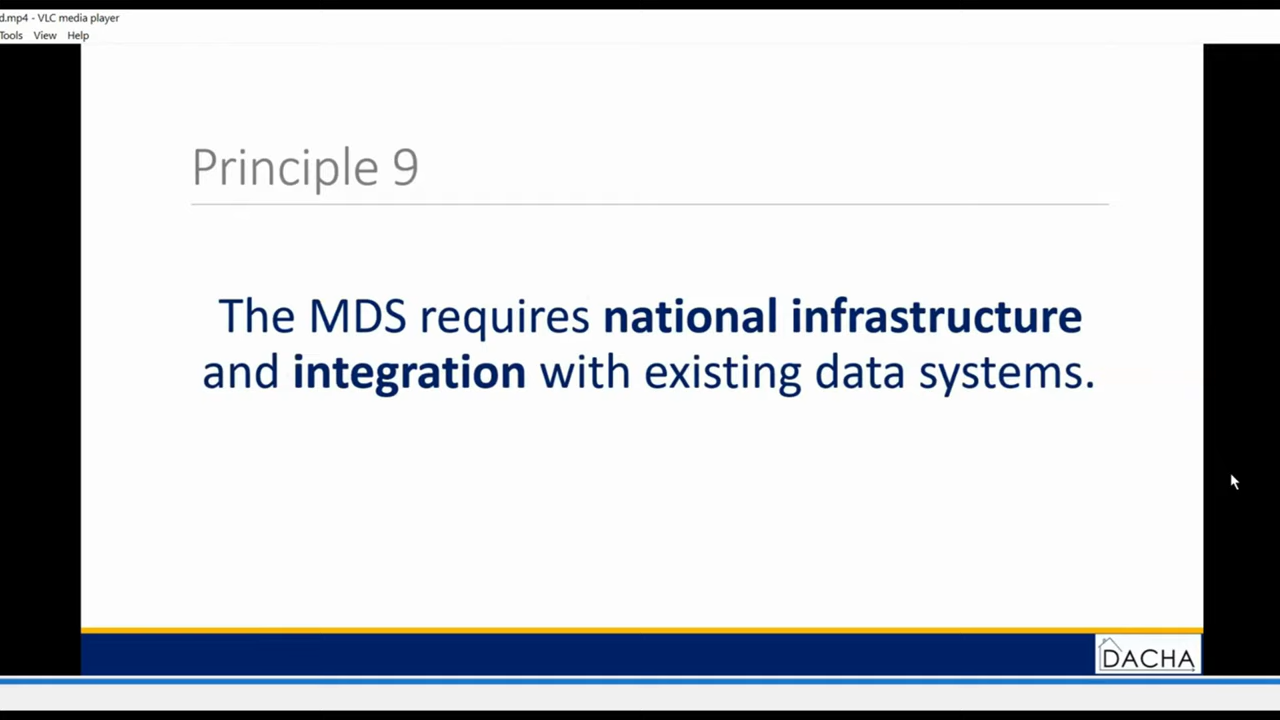 d.mp4 - VLC media player
Tools View Help
Principle 9
The MDS requires national infrastructure
and integration with existing data systems.
DACHA